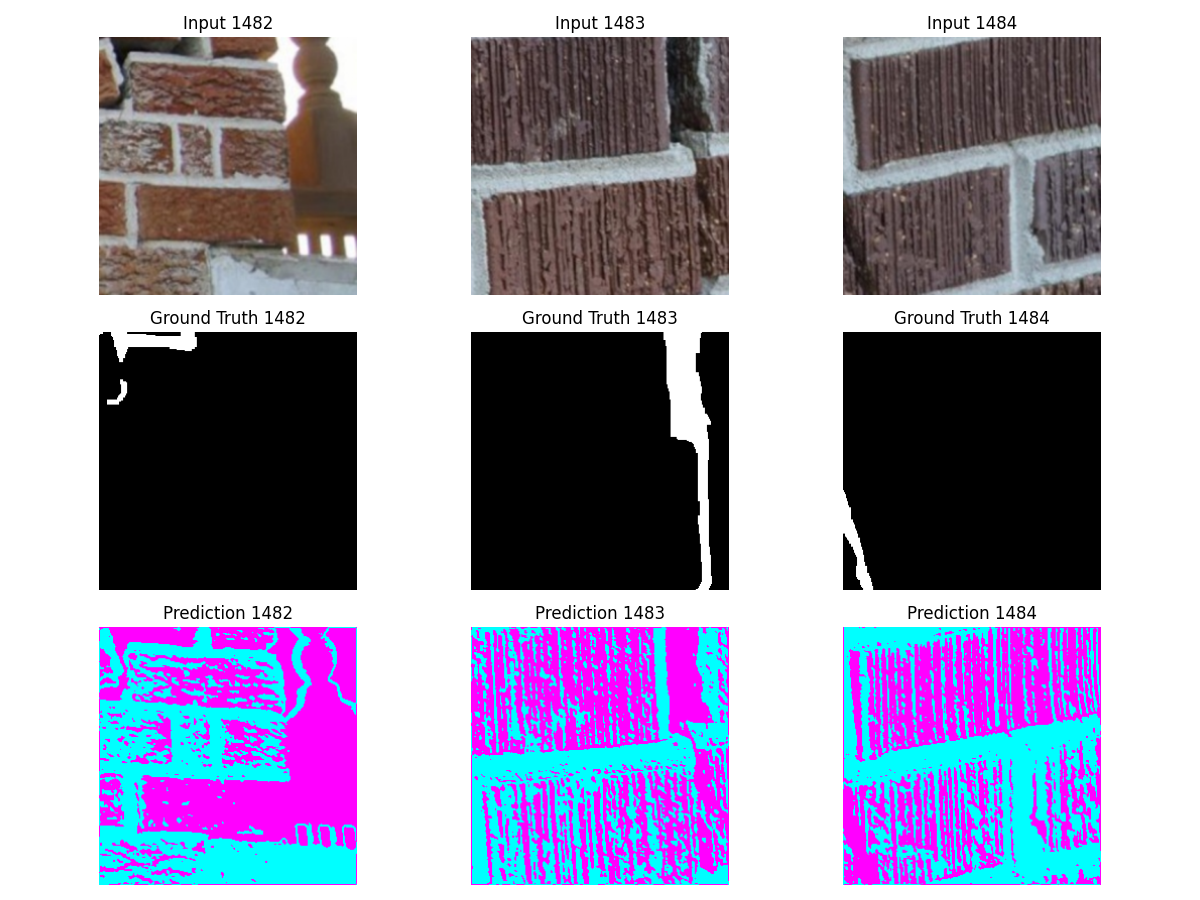 Input 1482
Input 1483
Input 1484
Ground Truth 1482
Ground Truth 1483
Ground Truth 1484
Prediction 1482
Prediction 1483
Prediction 1484